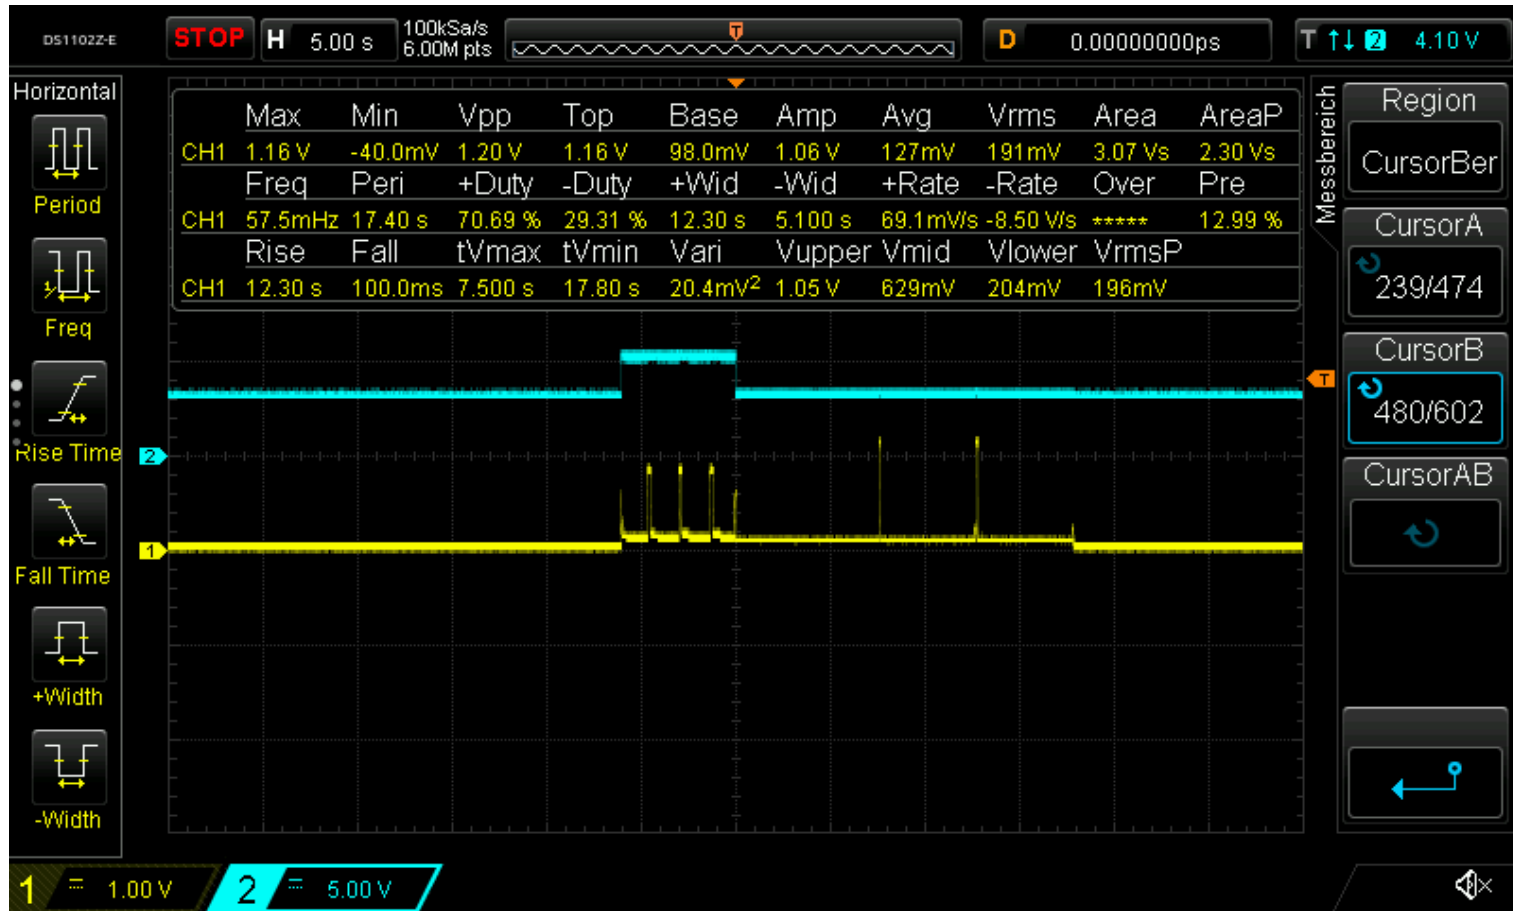 DS1102Z-E STOP H 5.00 s 100kSa/s 6.00M pts T D 0.00000000ps T ↑↓ 2 4.10 V
Horizontal
Period
Freq
Rise Time
Fall Time
+Width
-Width
Max Min Vpp Top Base Amp Avg Vrms Area AreaP
CH1 1.16 V -40.0mV 1.20 V 1.16 V 98.0mV 1.06 V 127mV 191mV 3.07 Vs 2.30 Vs
Freq Peri +Duty -Duty +Wid -Wid +Rate -Rate Over Pre
CH1 57.5mHz 17.40 s 70.69 % 29.31 % 12.30 s 5.100 s 69.1mV/s -8.50 V/s ***** 12.99 %
Rise Fall tVmax tVmin Vari Vupper Vmid Vlower VrmsP
CH1 12.30 s 100.0ms 7.500 s 17.80 s 20.4mV² 1.05 V 629mV 204mV 196mV
T
2
1
Messbereich
Region
CursorBer
CursorA
239/474
CursorB
480/602
CursorAB
1 1.00 V 2 5.00 V